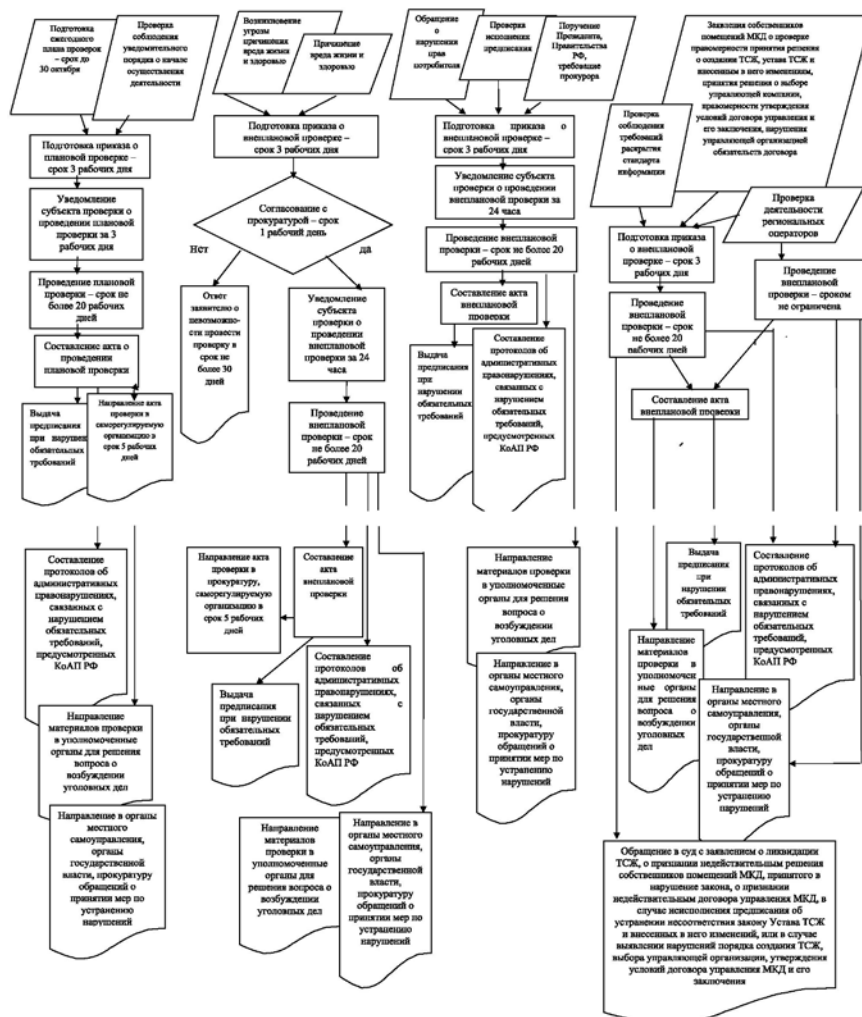 Подготовка
ежегодного
плана проверок
– срок до
30 октября
Проверка
соблюдения
уведомительного
порядка о начале
осуществления
деятельности
Подготовка приказа о
плановой проверке –
срок 3 рабочих дня
Уведомление
субъекта проверки о
проведении плановой
проверки за 3
рабочих дня
Проведение плановой
проверки – срок не
более 20 рабочих
дней
Составление акта о
проведении
плановой проверки
Выдача
предписания
при нарушен
обязательных
требований
Направление акта
проверки в
саморегулируемую
организацию в
срок 5 рабочих
дней
Возникновение
угрозы
причинения
вреда жизни и
здоровью
Причинение
вреда жизни и
здоровью
Подготовка приказа о
внеплановой проверке –
срок 3 рабочих дня
Согласование с
прокуратурой – срок
1 рабочий день
Нет
да
Ответ
заявителю о
невозможно
сти провести
проверку в
срок не
более 30
дней
Уведомление
субъекта проверки
о проведении
внеплановой
проверки за 24
часа
Проведение
внеплановой
проверки – срок
не более 20
рабочих дней
Обращение
о
нарушении
прав
потребителя
Проверка
исполнения
предписания
Поручение
Президента,
Правительства
РФ,
требование
прокурора
Подготовка приказа о
внеплановой проверке –
срок 3 рабочих дня
Уведомление субъекта
проверки о проведении
внеплановой проверки за
24 часа
Проведение внеплановой
проверки – срок не более 20
рабочих дней
Составление акта
внеплановой
проверки
Выдача
предписания
при
нарушении
обязательных
требований
Составление
протоколов об
административных
правонарушениях,
связанных с
нарушением
обязательных
требований,
предусмотренных
КоАП РФ
Заявления собственников
помещений МКД о проверке
правомерности принятия решения
о создании ТСЖ, устава ТСЖ и
внесенным в него изменениям,
принятия решения о выборе
управляющей компании,
правомерности утверждения
условий договора управления и
его заключения, нарушения
управляющей организацией
обязательств договора
Проверка
соблюдения
требований
раскрытия
стандарта
информации
Проверка
деятельности
региональных
операторов
Подготовка приказа
о внеплановой
проверке – срок 3
рабочих дня
Проведение
внеплановой
проверки – сроком
не ограничена
Проведение
внеплановой
проверки – срок
не более 20
рабочих дней
Составление акта
внеплановой проверки
Составление
протоколов об
административных
правонарушениях,
связанных с
нарушением
обязательных
требований,
предусмотренных
КоАП РФ
Направление
материалов проверки
в уполномоченные
органы для решения
вопроса о
возбуждении
уголовных дел
Направление в органы
местного
самоуправления,
органы
государственной
власти, прокуратуру
обращений о
принятии мер по
устранению
нарушений
Направление акта
проверки в
прокуратуру,
саморегулируемую
организацию в
срок 5 рабочих
дней
Составление
акта
внеплановой
проверки
Выдача
предписания
при нарушении
обязательных
требований
Составление
протоколов об
административных
правонарушениях,
связанных с
нарушением
обязательных
требований,
предусмотренных
КоАП РФ
Направление
материалов
проверки в
уполномоченные
органы для
решения вопроса о
возбуждении
уголовных дел
Направление в
органы местного
самоуправления,
органы
государственной
власти,
прокуратуру
обращений о
принятии мер по
устранению
нарушений
Направление
материалов проверки
в уполномоченные
органы для решения
вопроса о
возбуждении
уголовных дел
Направление в
органы местного
самоуправления,
органы
государственной
власти,
прокуратуру
обращений о
принятии мер по
устранению
нарушений
Выдача
предписания
при
нарушении
обязательных
требований
Составление
протоколов об
административных
правонарушениях,
связанных с
нарушением
обязательных
требований,
предусмотренных
КоАП РФ
Направление
материалов
проверки в
уполномочен
ные органы
для решения
вопроса о
возбуждении
уголовных
дел
Направление в
органы местного
самоуправления,
органы
государственной
власти,
прокуратуру
обращений о
принятии мер по
устранению
нарушений
Обращение в суд с заявлением о ликвидации
ТСЖ, о признании недействительным решения
собственников помещений МКД, принятого в
нарушение закона, о признании
недействительным договора управления МКД, в
случае неисполнения предписания об
устранении несоответствия закону Устава ТСЖ
и внесенных в него изменений, или в случае
выявлении нарушений порядка создания ТСЖ,
выбора управляющей организации, утверждения
условий договора управления МКД и его
заключения